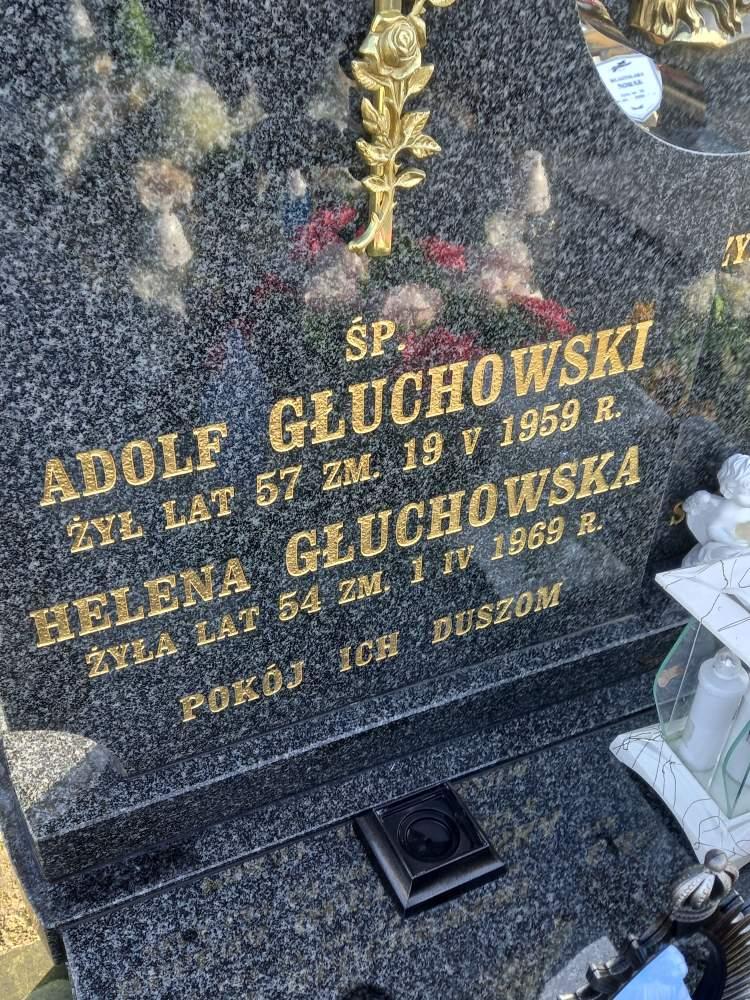 ŚP.
ADOLF GŁUCHOWSKI
ŻYŁ LAT 57 ZM. 19 V 1959 R.
HELENA GŁUCHOWSKA
ŻYŁA LAT 54 ZM. 1 IV 1969 R.
POKÓJ ICH DUSZOM